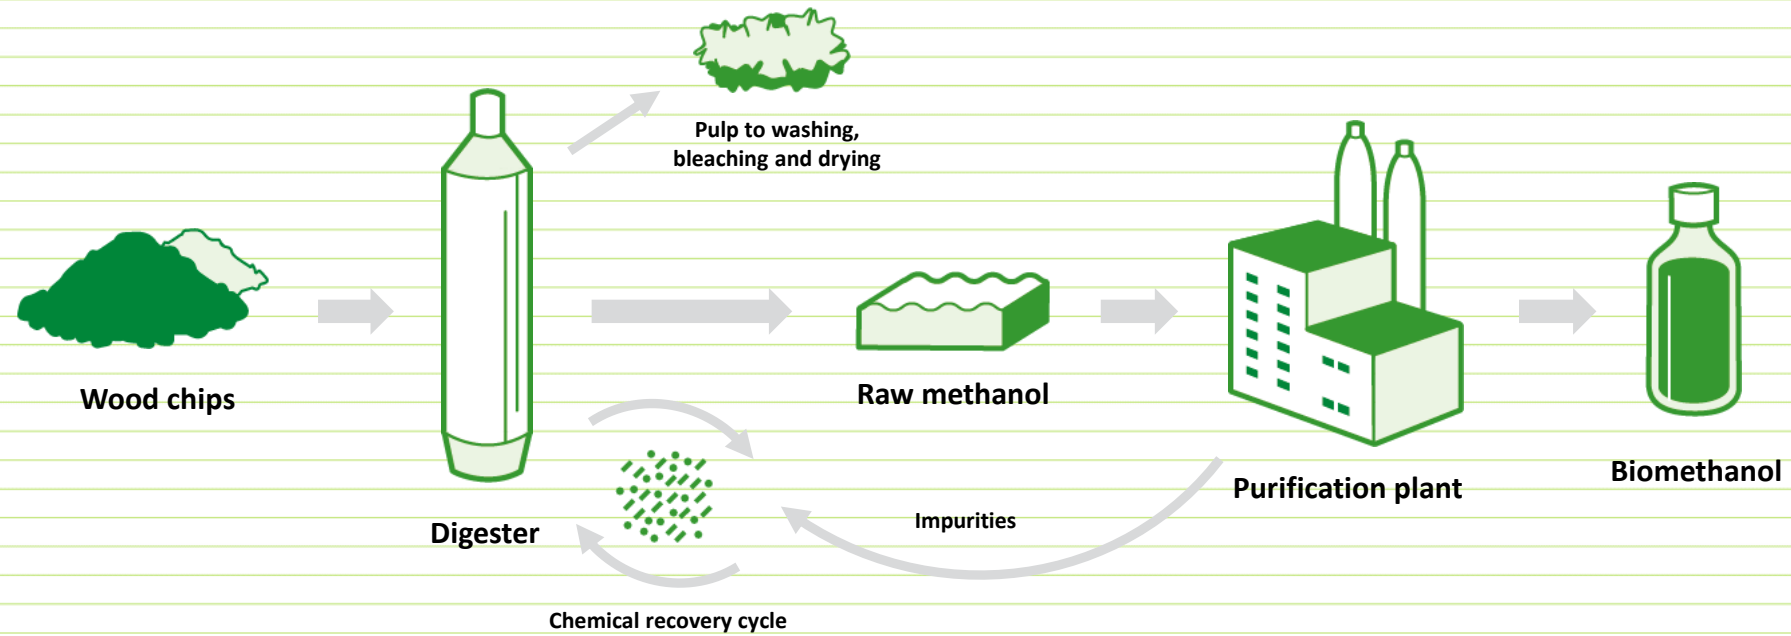 Pulp to washing,
bleaching and drying
Wood chips
Raw methanol
Digester
Purification plant
Biomethanol
Impurities
Chemical recovery cycle